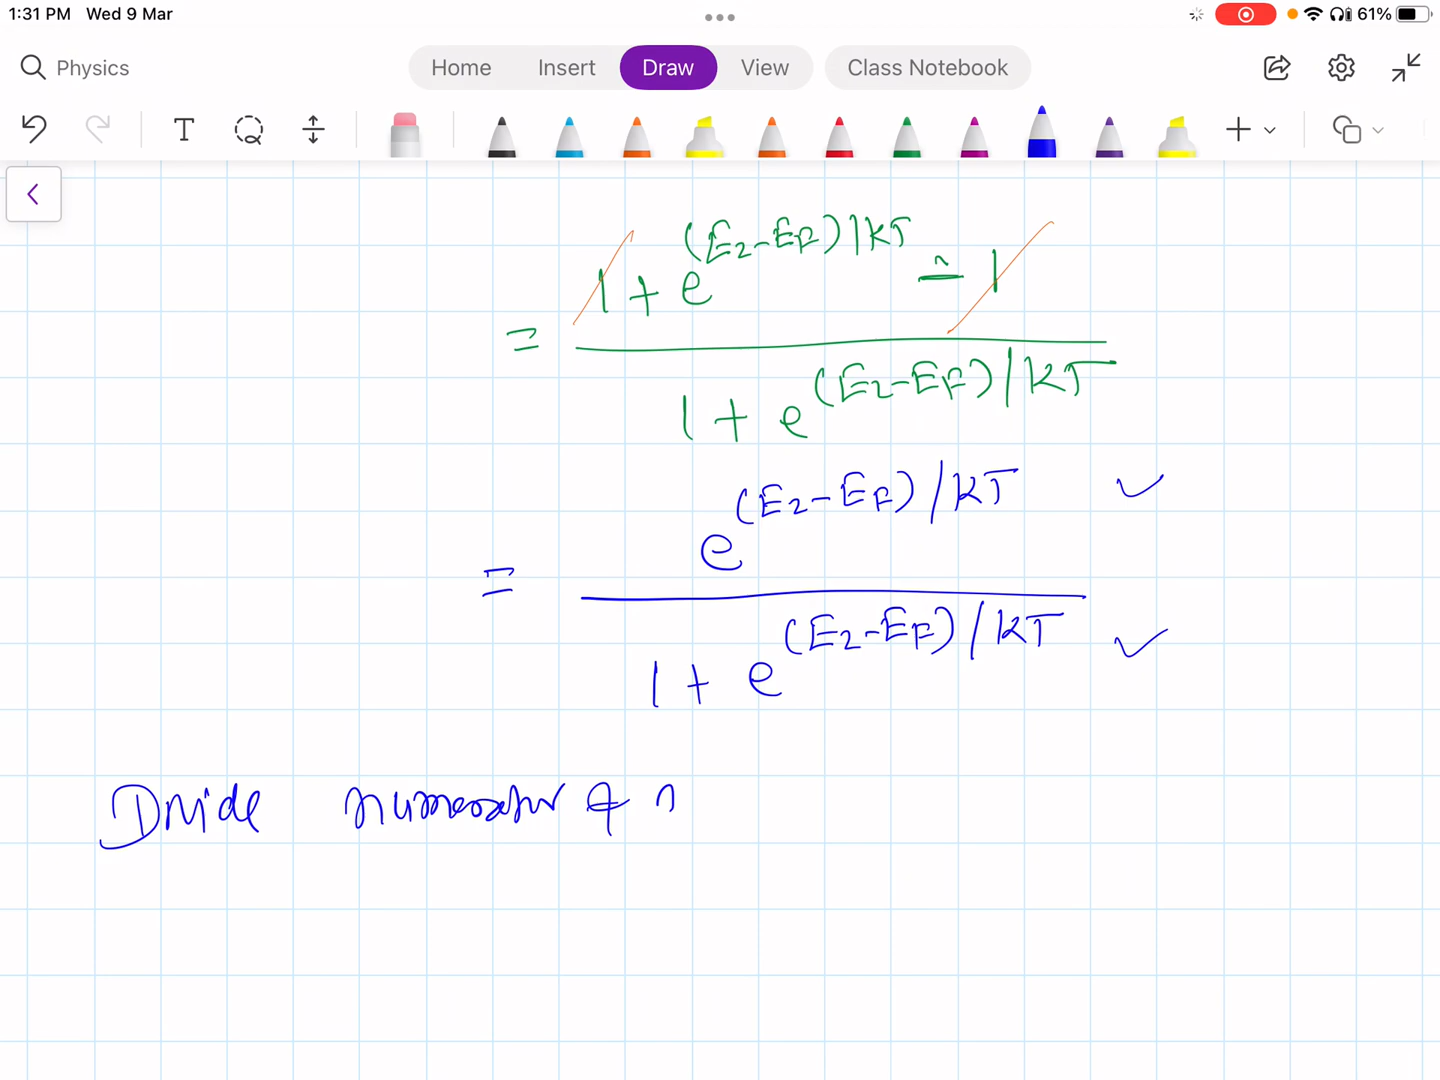 1:31 PM Wed 9 Mar 61%
Physics Home Insert Draw View Class Notebook
T
= 1 + e^(E2-EF)/kT - 1
1 + e^(E2-EF)/kT
= e^(E2-EF)/kT ✓
1 + e^(E2-EF)/kT ✓
Divide numerator &